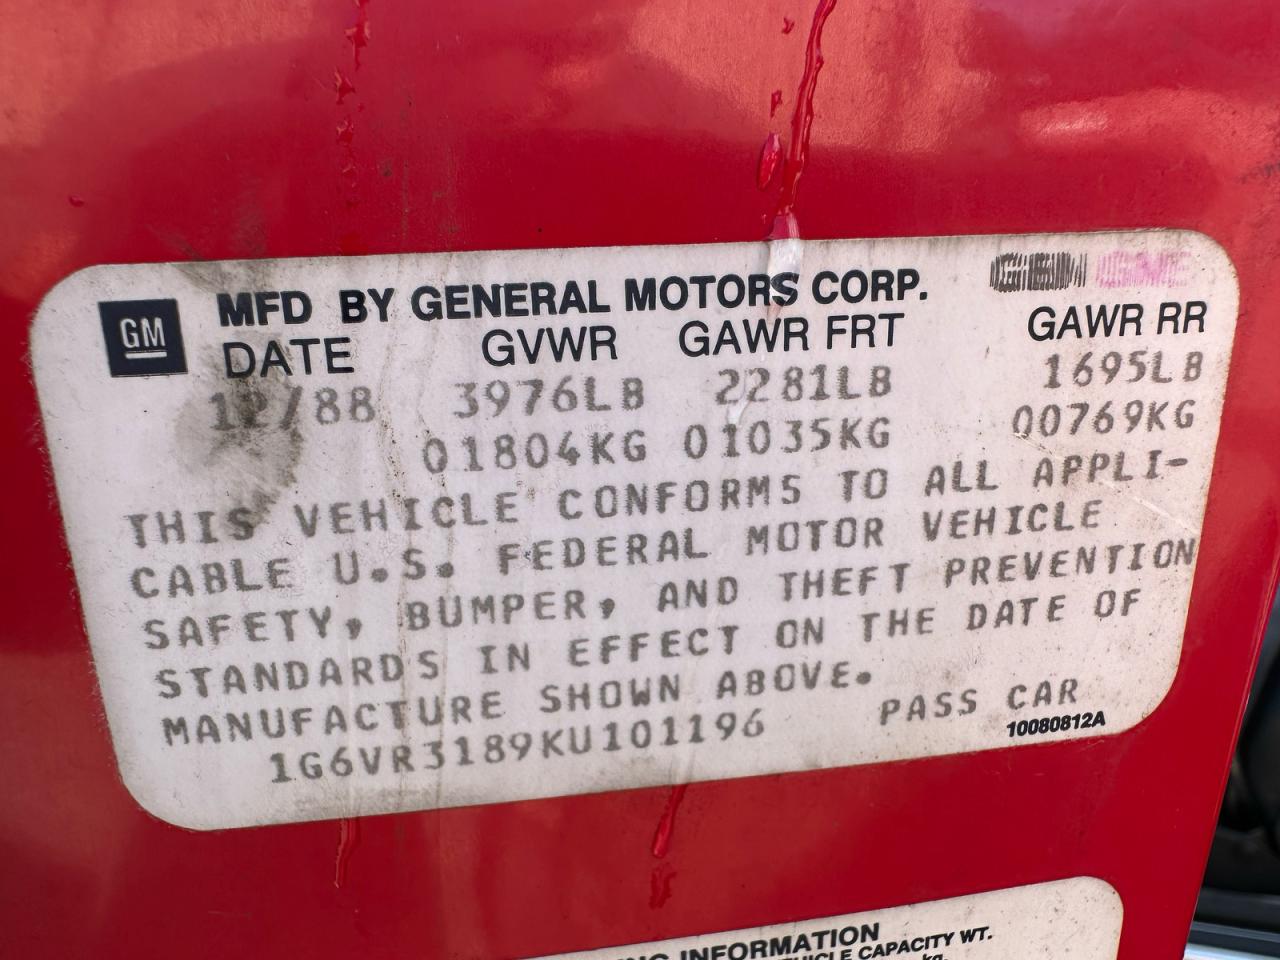 GM
MFD BY GENERAL MOTORS CORP.
DATE GVWR GAWR FRT GAWR RR
12/88 3976LB 2281LB 1695LB
01804KG 01035KG 00769KG
THIS VEHICLE CONFORMS TO ALL APPLI-
CABLE U.S. FEDERAL MOTOR VEHICLE
SAFETY, BUMPER, AND THEFT PREVENTION
STANDARDS IN EFFECT ON THE DATE OF
MANUFACTURE SHOWN ABOVE.
1G6VR3189KU101196 PASS CAR
10080812A
INFORMATION
CAPACITY WT.
kg.